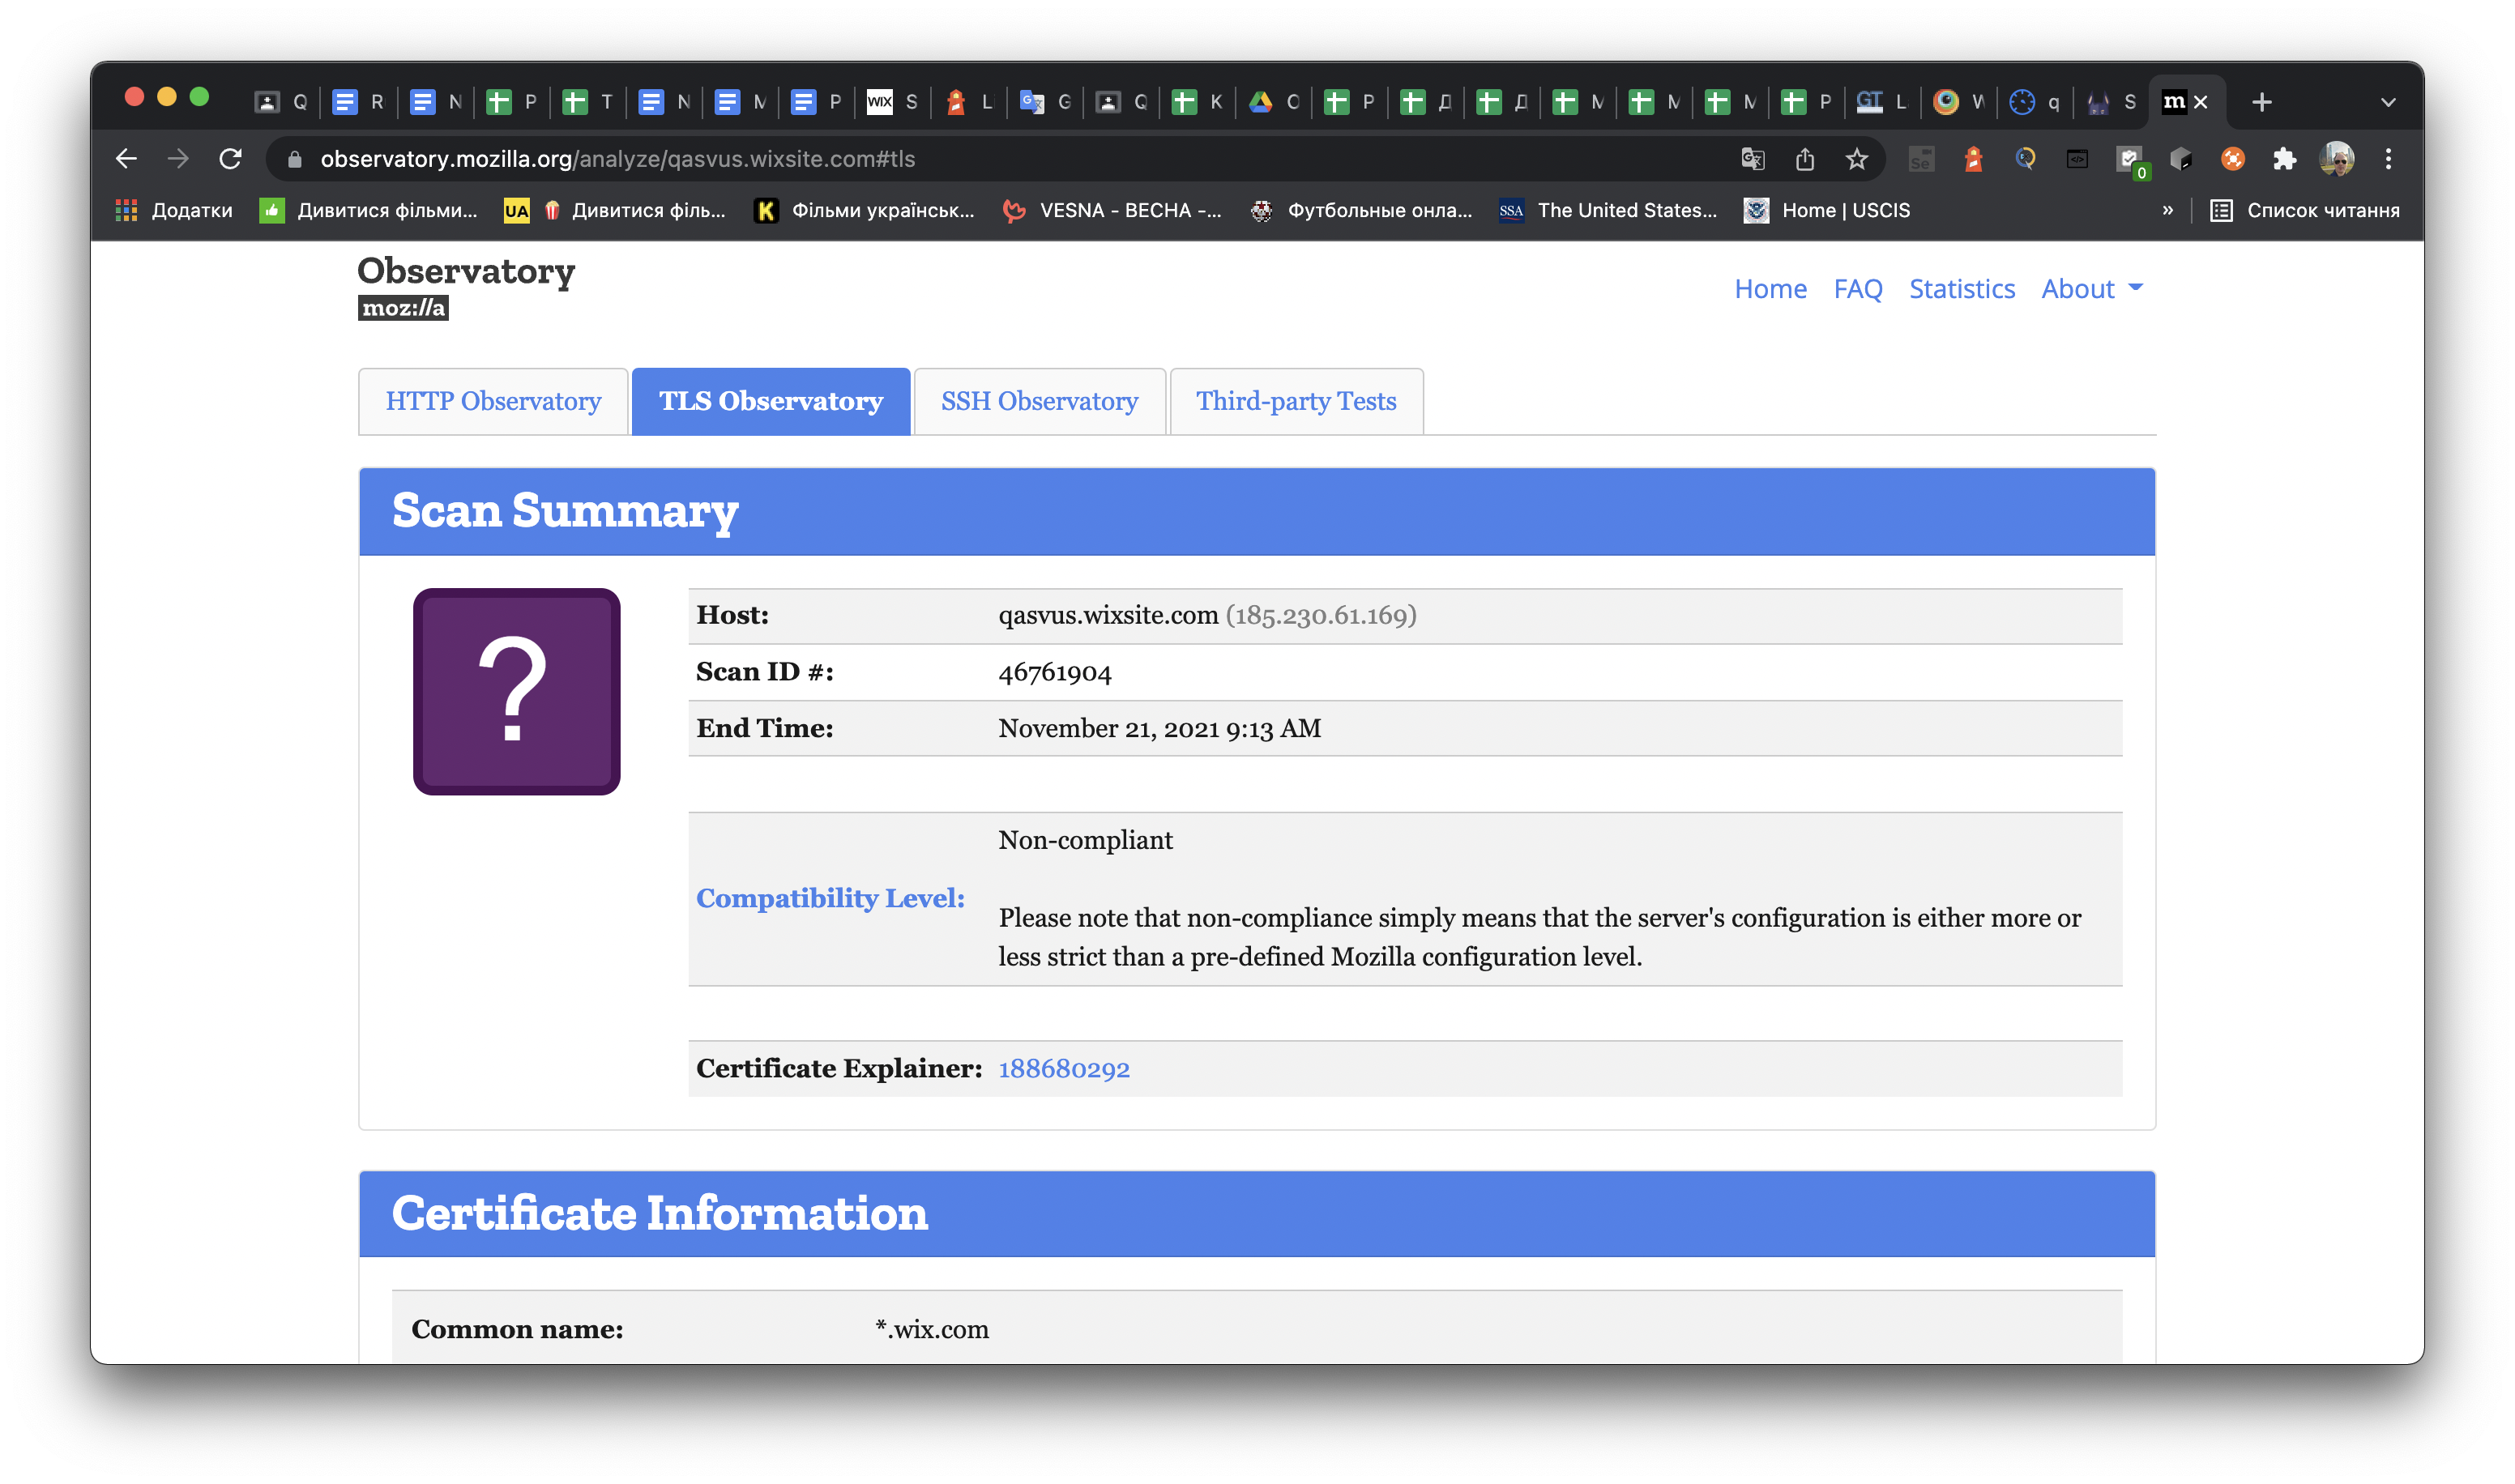 Q R N P T N M P WIX S L G Q K O P Д Д M M M P GT L W q S m
observatory.mozilla.org/analyze/qasvus.wixsite.com#tls
Se 0
Додатки Дивитися фільми... UA Дивитися філь... K Фільми українськ... VESNA - ВЕСНА -... Футбольные онла... SSA The United States... Home | USCIS » Список читання
Observatory
moz://a
Home FAQ Statistics About
HTTP Observatory TLS Observatory SSH Observatory Third-party Tests
Scan Summary
?
Host: qasvus.wixsite.com (185.230.61.169)
Scan ID #: 46761904
End Time: November 21, 2021 9:13 AM
Non-compliant
Compatibility Level:
Please note that non-compliance simply means that the server's configuration is either more or
less strict than a pre-defined Mozilla configuration level.
Certificate Explainer: 188680292
Certificate Information
Common name: *.wix.com